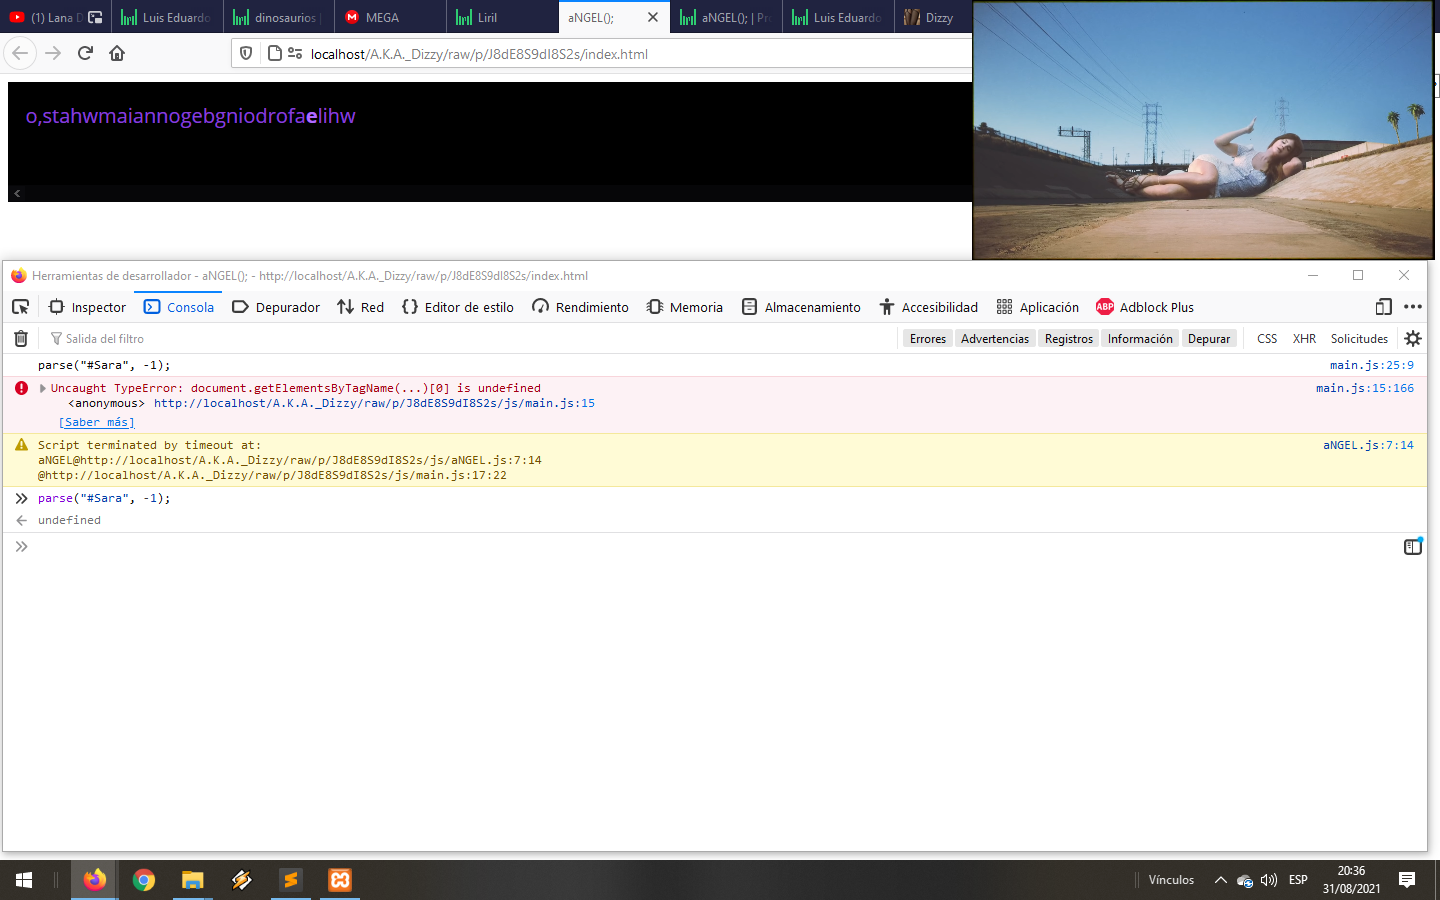 (1) Lana D
Luis Eduardo
dinosaurios |
MEGA
Liril
aNGEL();
aNGEL(); | Pr
Luis Eduardo
Dizzy
localhost/A.K.A._Dizzy/raw/p/J8dE8S9dI8S2s/index.html
o,stahwmaiannogebgniodrofaelihw
Herramientas de desarrollador - aNGEL(); - http://localhost/A.K.A._Dizzy/raw/p/J8dE8S9dI8S2s/index.html
Inspector
Consola
Depurador
Red
{} Editor de estilo
Rendimiento
Memoria
Almacenamiento
Accesibilidad
Aplicación
ABP Adblock Plus
Salida del filtro
Errores
Advertencias
Registros
Información
Depurar
CSS
XHR
Solicitudes
parse("#Sara", -1); main.js:25:9
Uncaught TypeError: document.getElementsByTagName(...)[0] is undefined main.js:15:166
<anonymous> http://localhost/A.K.A._Dizzy/raw/p/J8dE8S9dI8S2s/js/main.js:15
[Saber más]
Script terminated by timeout at: aNGEL.js:7:14
aNGEL@http://localhost/A.K.A._Dizzy/raw/p/J8dE8S9dI8S2s/js/aNGEL.js:7:14
@http://localhost/A.K.A._Dizzy/raw/p/J8dE8S9dI8S2s/js/main.js:17:22
parse("#Sara", -1);
undefined
Vínculos
ESP
20:36
31/08/2021